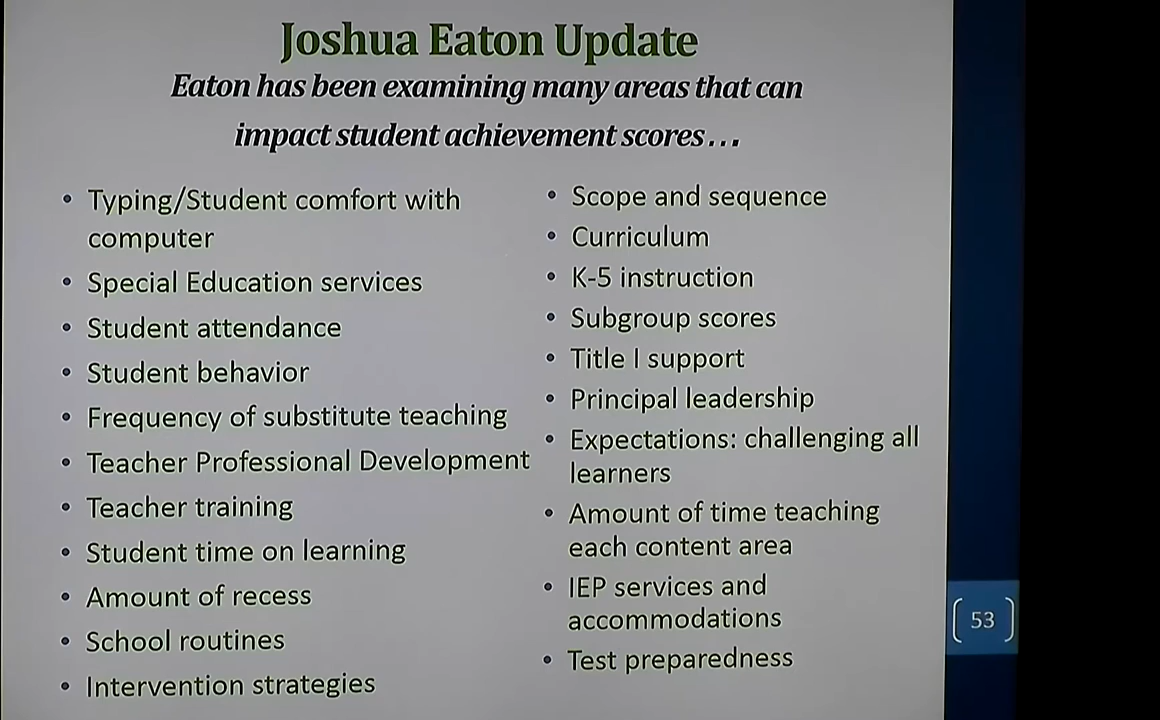 Joshua Eaton Update
Eaton has been examining many areas that can
impact student achievement scores...
• Typing/Student comfort with
computer
• Special Education services
• Student attendance
• Student behavior
• Frequency of substitute teaching
• Teacher Professional Development
• Teacher training
• Student time on learning
• Amount of recess
• School routines
• Intervention strategies
• Scope and sequence
• Curriculum
• K-5 instruction
• Subgroup scores
• Title I support
• Principal leadership
• Expectations: challenging all
learners
• Amount of time teaching
each content area
• IEP services and
accommodations
• Test preparedness
53